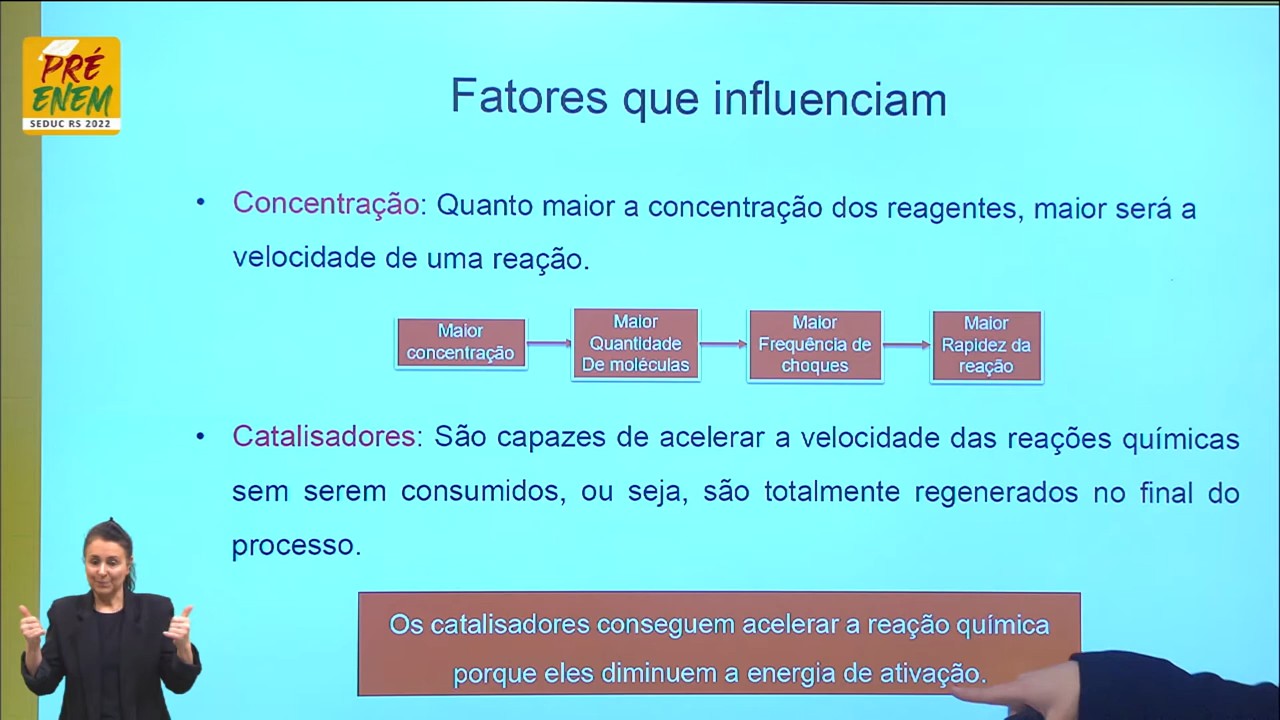 PRÉ
ENEM
SEDUC RS 2022
Fatores que influenciam
• Concentração: Quanto maior a concentração dos reagentes, maior será a
velocidade de uma reação.
Maior
concentração
Maior
Quantidade
De moléculas
Maior
Frequência de
choques
Maior
Rapidez da
reação
• Catalisadores: São capazes de acelerar a velocidade das reações químicas
sem serem consumidos, ou seja, são totalmente regenerados no final do
processo.
Os catalisadores conseguem acelerar a reação química
porque eles diminuem a energia de ativação.